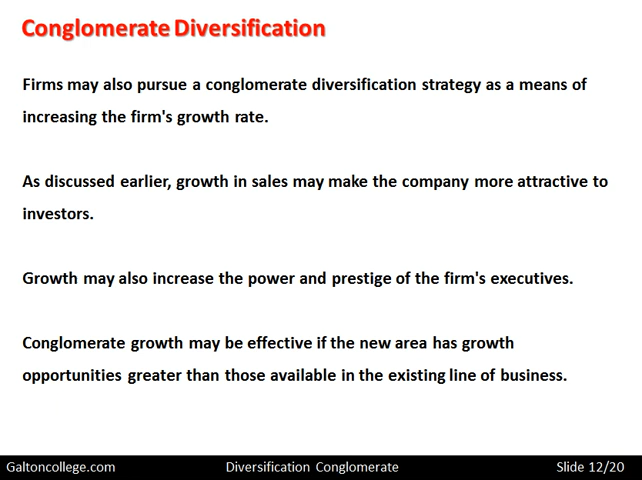 Conglomerate Diversification
Firms may also pursue a conglomerate diversification strategy as a means of
increasing the firm's growth rate.
As discussed earlier, growth in sales may make the company more attractive to
investors.
Growth may also increase the power and prestige of the firm's executives.
Conglomerate growth may be effective if the new area has growth
opportunities greater than those available in the existing line of business.
Galtoncollege.com Diversification Conglomerate Slide 12/20